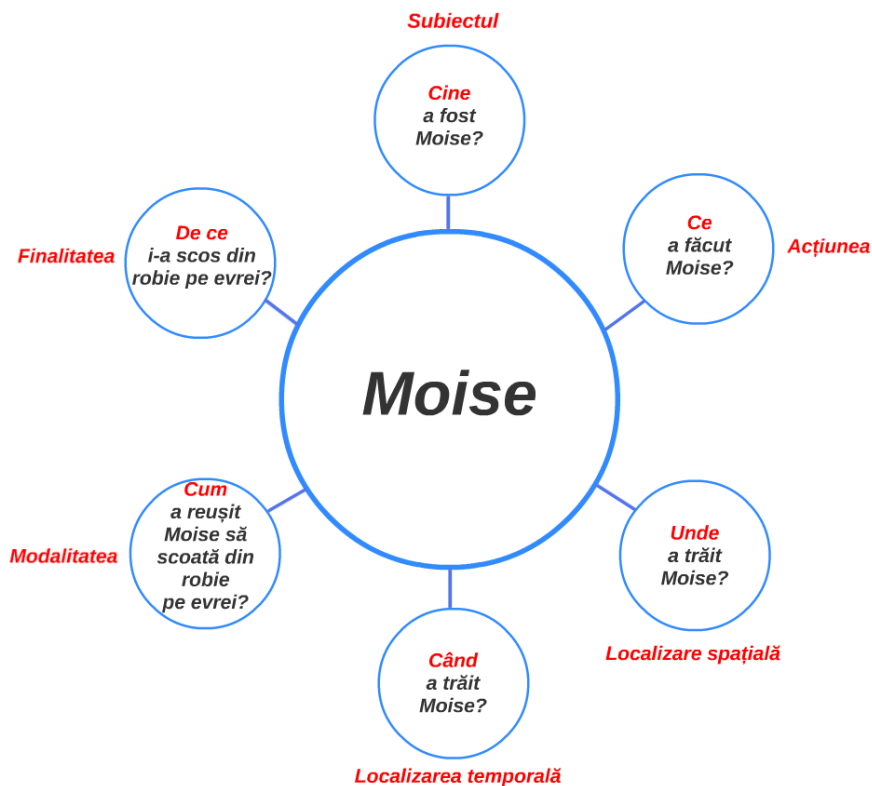 Subiectul
Cine
a fost
Moise?
Ce
a făcut
Moise?
Acțiunea
Unde
a trăit
Moise?
Localizare spațială
Când
a trăit
Moise?
Localizarea temporală
Cum
a reușit
Moise să
scoată din
robie
pe evrei?
Modalitatea
De ce
i-a scos din
robie pe evrei?
Finalitatea
Moise